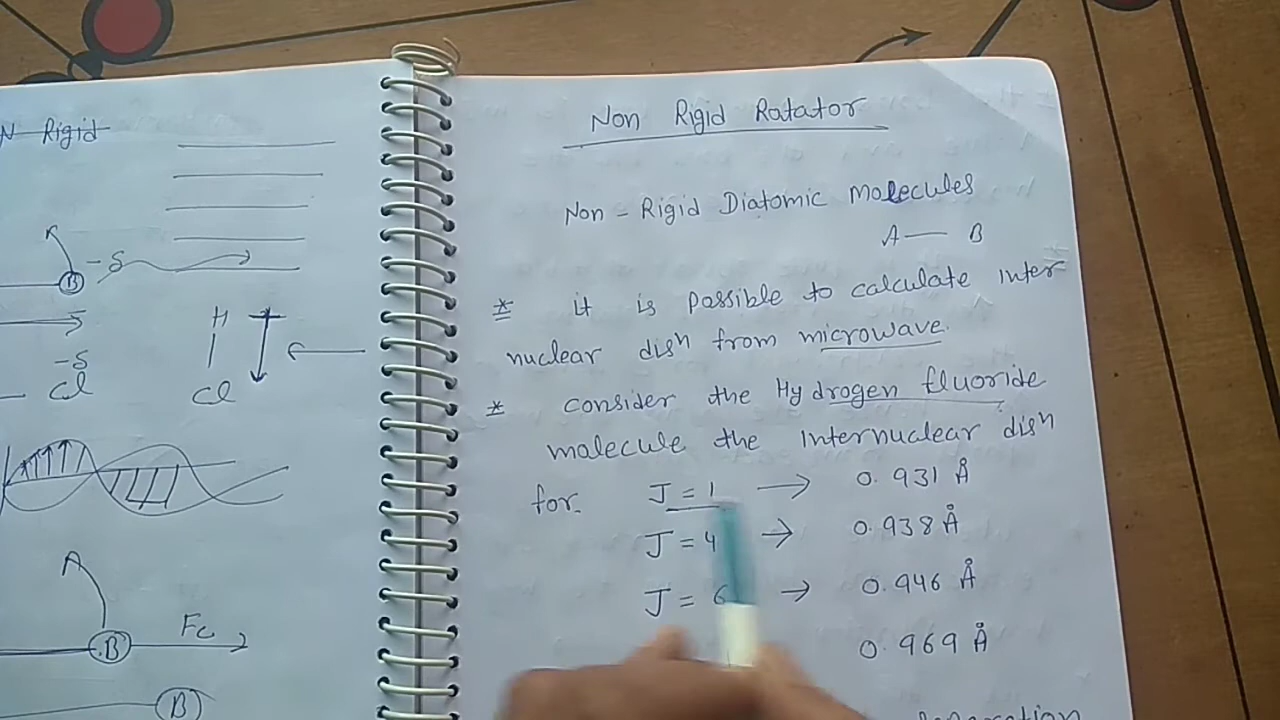 N Rigid
-δ
B
H
Cl
-δ
Cl
A
B
Fc
B
Non Rigid Rotator
Non - Rigid Diatomic Molecules
A — B
* it is possible to calculate inter
nuclear disⁿ from microwave.
* consider the Hydrogen fluoride
molecule the internuclear disⁿ
for. J = 1 → 0.931 Å
J = 4 → 0.938 Å
J = 6 → 0.946 Å
0.969 Å